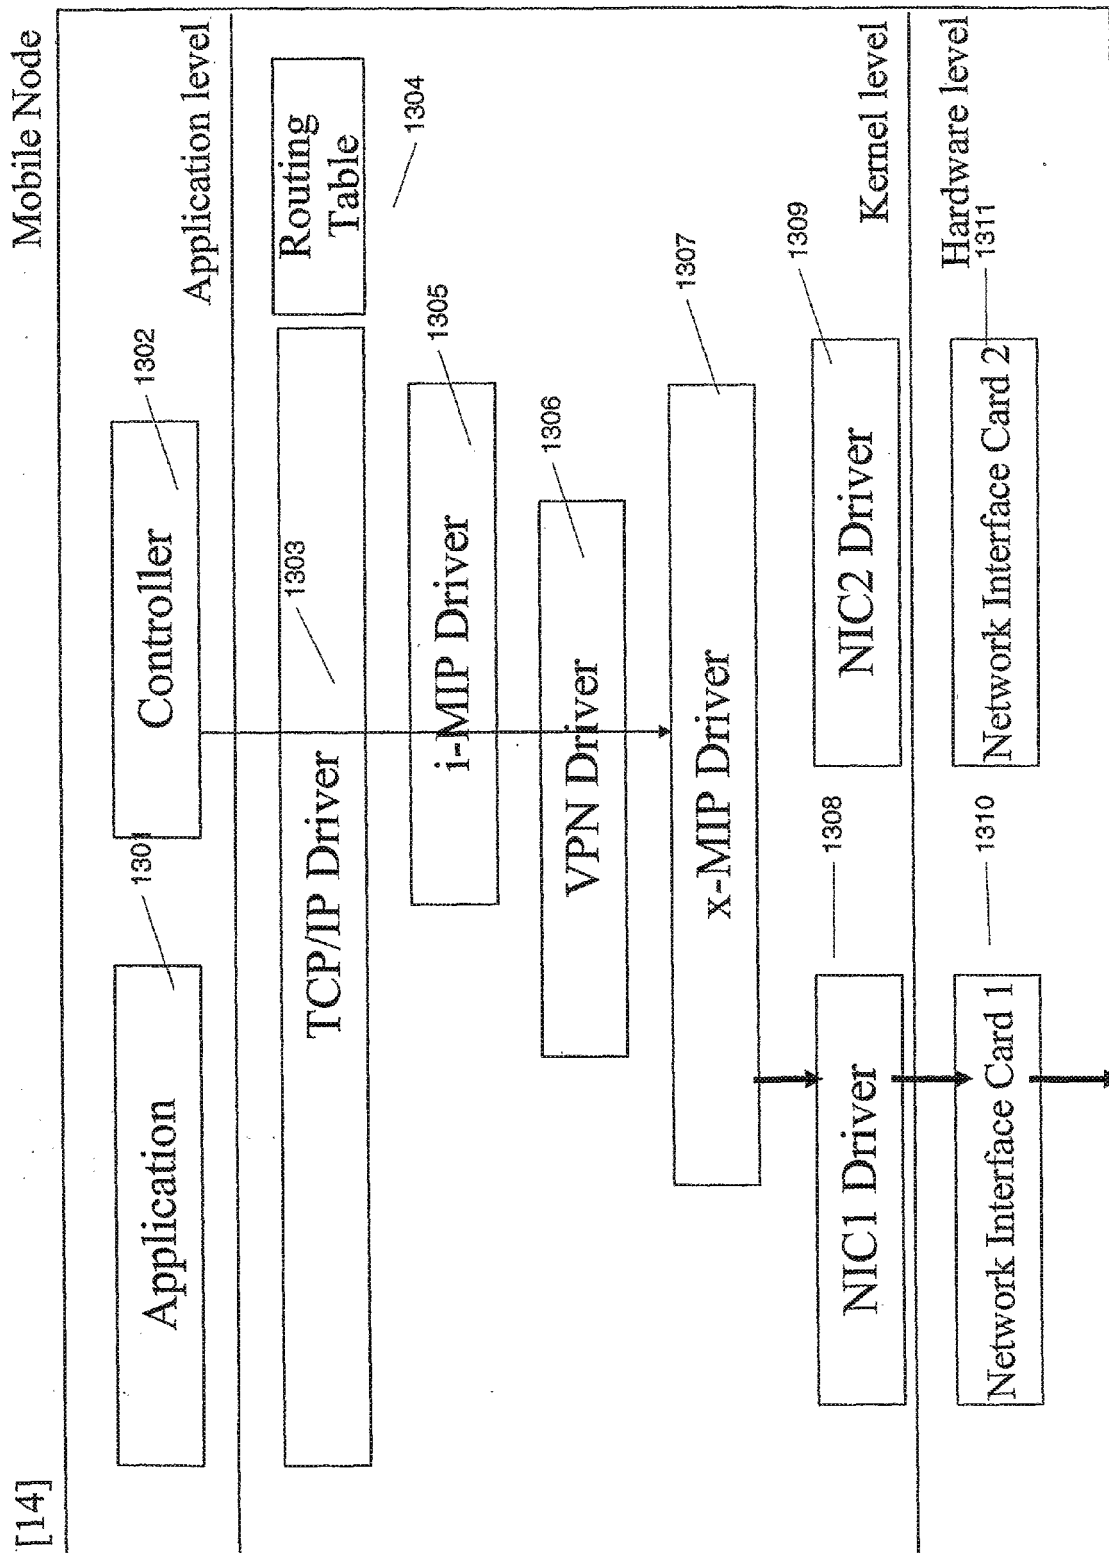 [14]
Mobile Node
Application level
Application
1301
Controller
1302
TCP/IP Driver
1303
Routing
Table
1304
i-MIP Driver
1305
VPN Driver
1306
x-MIP Driver
1307
NIC1 Driver
1308
NIC2 Driver
1309
Kernel level
Hardware level
Network Interface Card 1
1310
Network Interface Card 2
1311